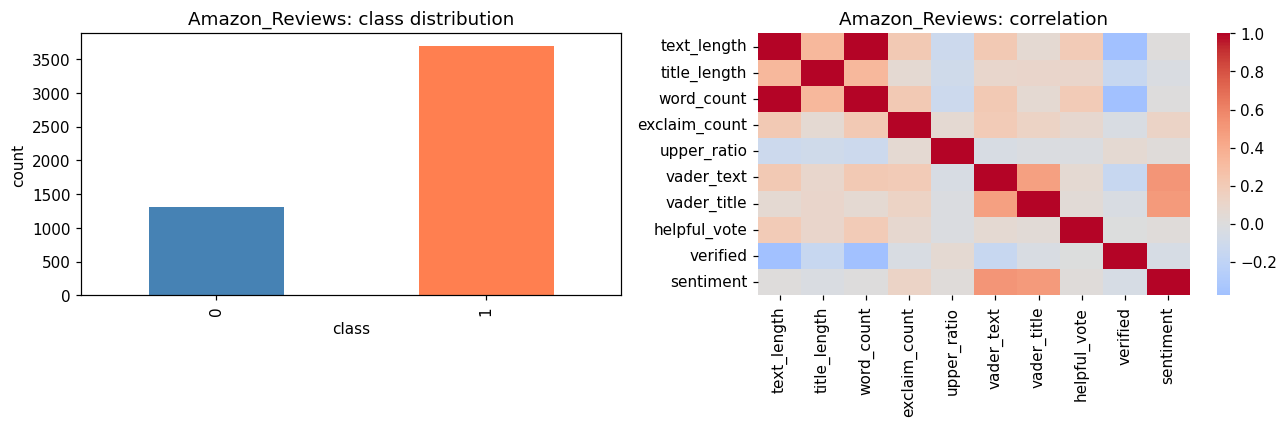 Amazon_Reviews: class distribution
3500
3000
2500
2000
1500
1000
500
0
count
0
1
class
Amazon_Reviews: correlation
text_length
title_length
word_count
exclaim_count
upper_ratio
vader_text
vader_title
helpful_vote
verified
sentiment
text_length
title_length
word_count
exclaim_count
upper_ratio
vader_text
vader_title
helpful_vote
verified
sentiment
1.0
0.8
0.6
0.4
0.2
0.0
−0.2